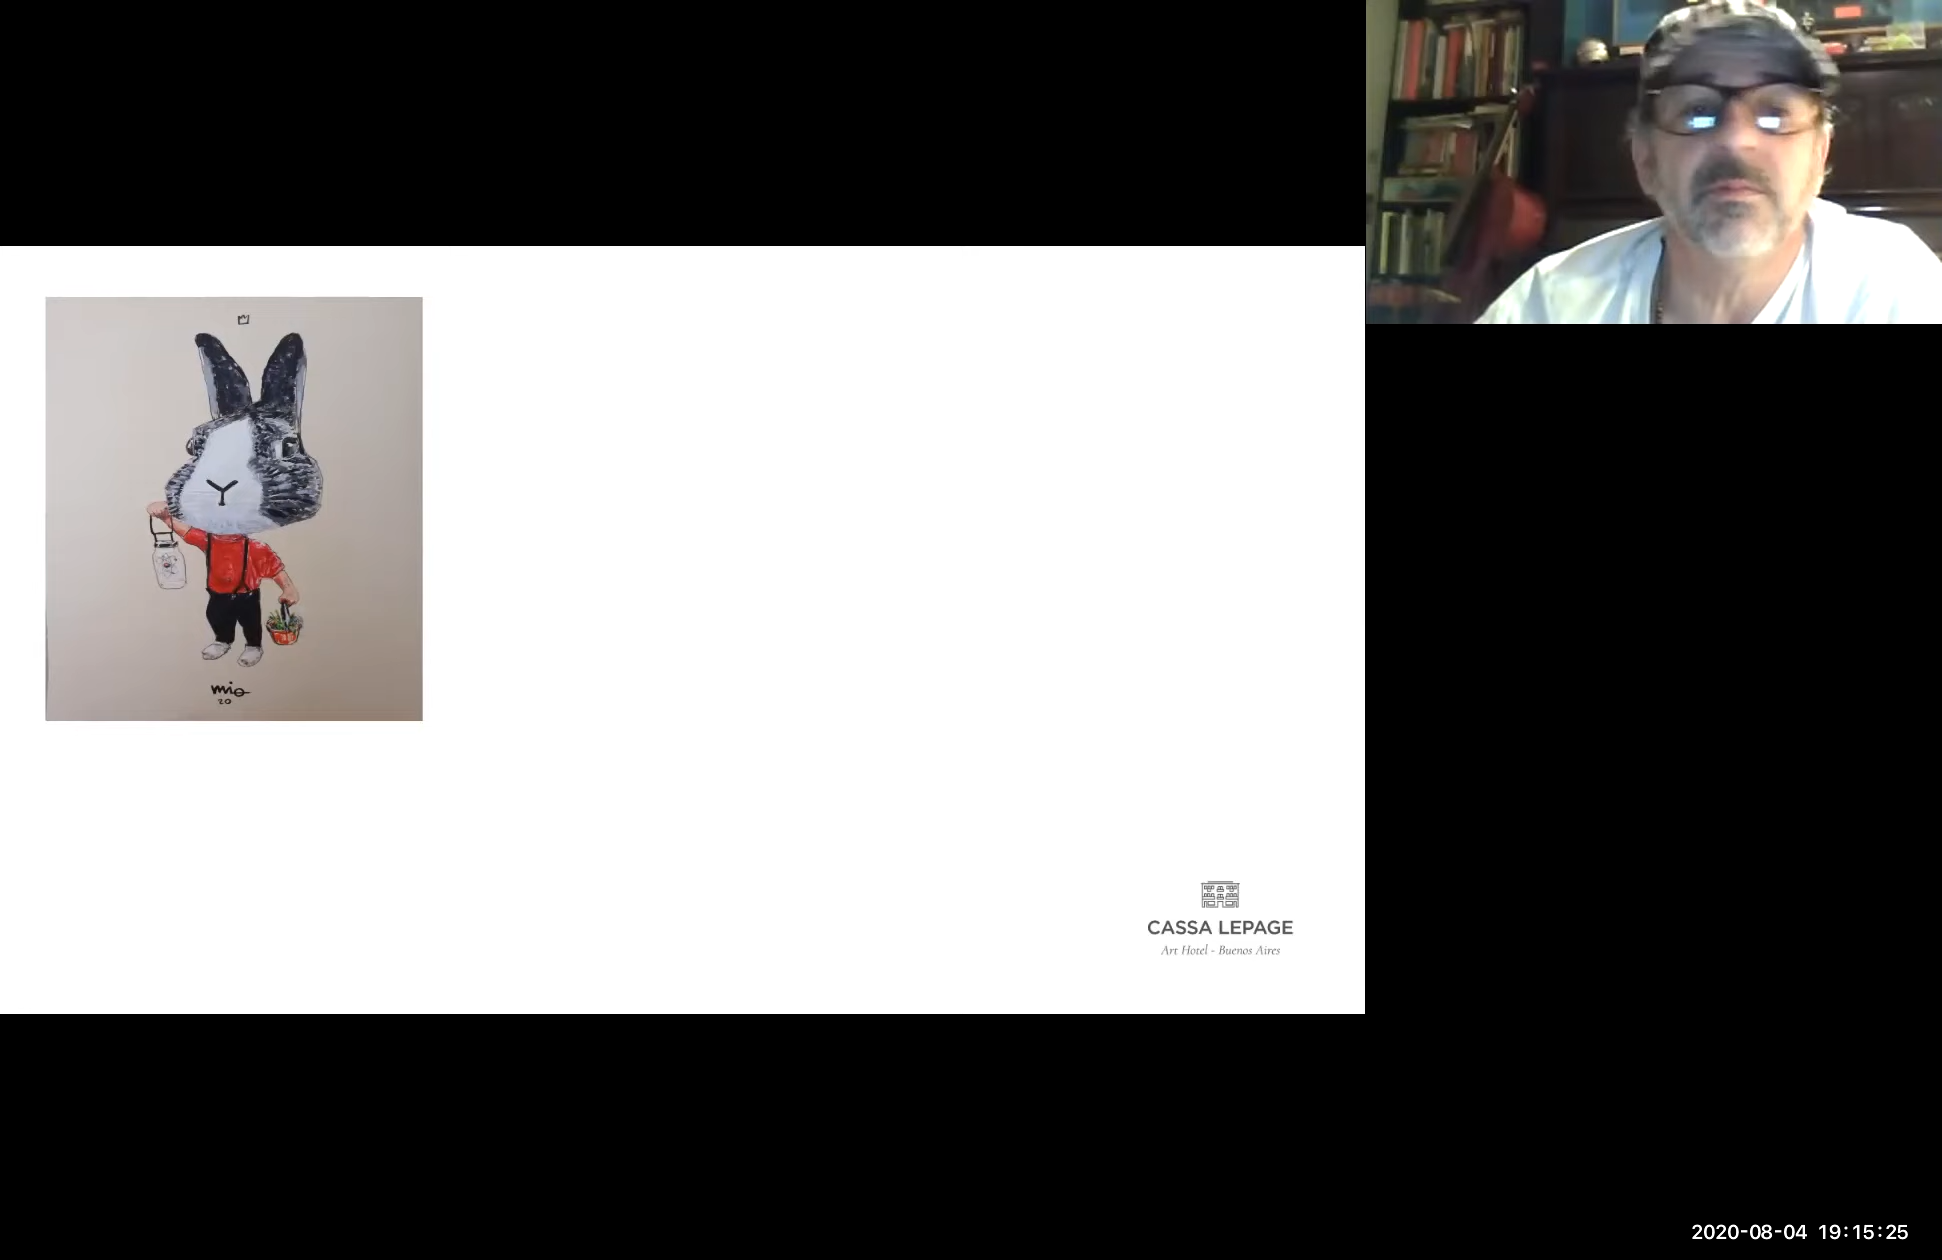 mio
20
CASSA LEPAGE
Art Hotel - Buenos Aires
2020-08-04 19:15:25